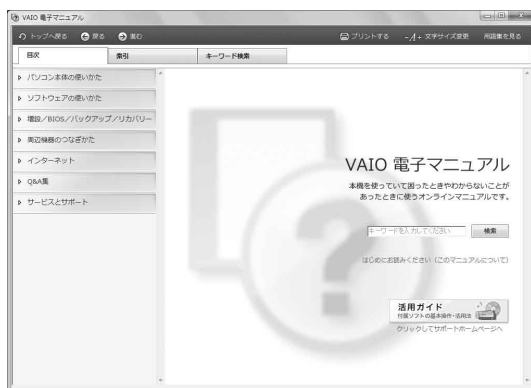 VAIO 電子マニュアル
トップへ戻る 戻る 進む プリントする -A+ 文字サイズ変更 用語集を見る
目次 索引 キーワード検索
パソコン本体の使いかた
ソフトウェアの使いかた
増設/BIOS/バックアップ/リカバリー
周辺機器のつなぎかた
インターネット
Q&A集
サービスとサポート
VAIO 電子マニュアル
本機を使っていて困ったときやわからないことが
あったときに使うオンラインマニュアルです。
キーワードを入力してください 検索
はじめにお読みください(このマニュアルについて)
活用ガイド
付属ソフトの基本操作・活用法
クリックしてサポートホームページへ